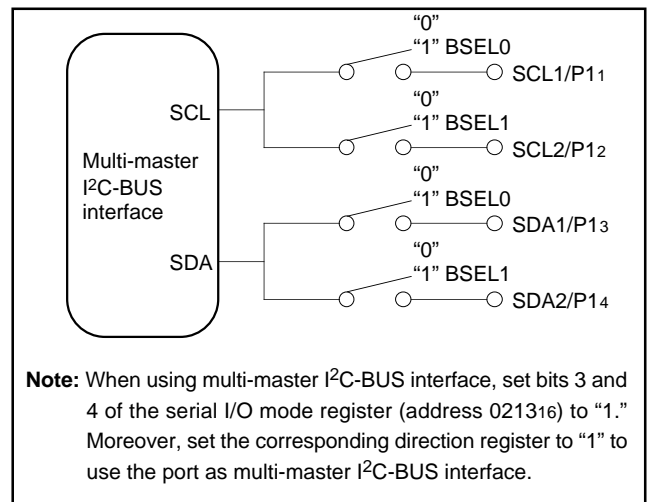 “0”
“1” BSEL0
SCL1/P11
“0”
“1” BSEL1
SCL2/P12
“0”
“1” BSEL0
SDA1/P13
“0”
“1” BSEL1
SDA2/P14
SCL
Multi-master
I2C-BUS
interface
SDA
Note: When using multi-master I2C-BUS interface, set bits 3 and
4 of the serial I/O mode register (address 021316) to “1.”
Moreover, set the corresponding direction register to “1” to
use the port as multi-master I2C-BUS interface.